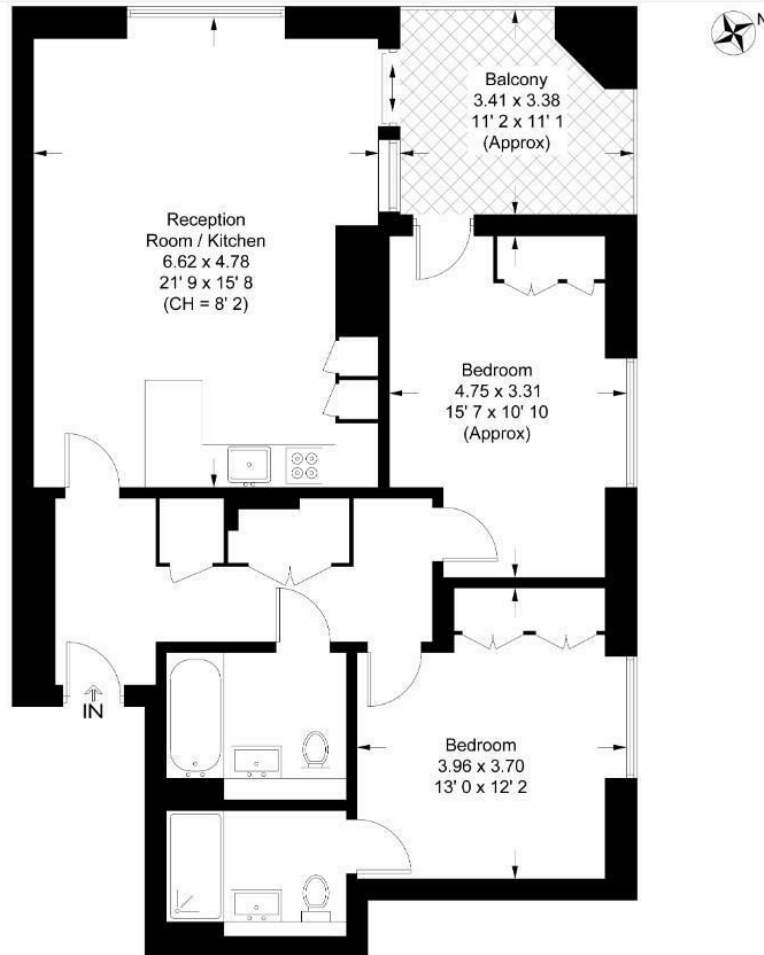 N
Balcony
3.41 x 3.38
11' 2 x 11' 1
(Approx)
Reception
Room / Kitchen
6.62 x 4.78
21' 9 x 15' 8
(CH = 8' 2)
Bedroom
4.75 x 3.31
15' 7 x 10' 10
(Approx)
IN
Bedroom
3.96 x 3.70
13' 0 x 12' 2